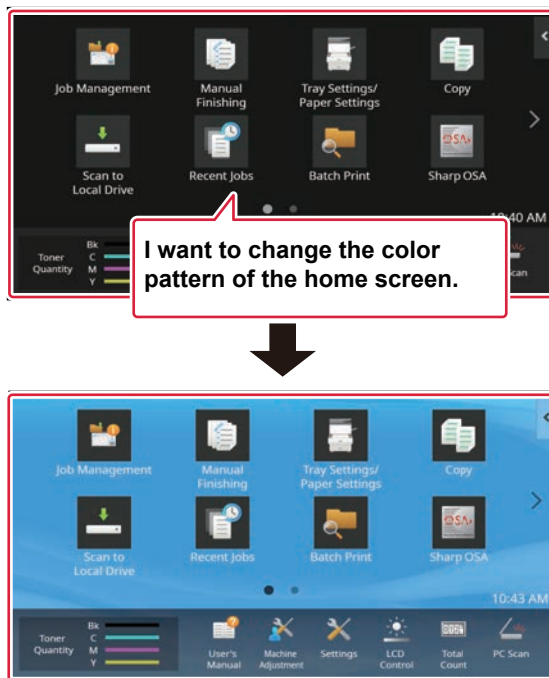 Job Management
Manual
Finishing
Tray Settings/
Paper Settings
Copy
Scan to
Local Drive
Recent Jobs
Batch Print
Sharp OSA
:40 AM
Toner
Quantity
Bk
C
M
Y
can
I want to change the color
pattern of the home screen.
Job Management
Manual
Finishing
Tray Settings/
Paper Settings
Copy
Scan to
Local Drive
Recent Jobs
Batch Print
Sharp OSA
10:43 AM
Toner
Quantity
Bk
C
M
Y
User's
Manual
Machine
Adjustment
Settings
LCD
Control
Total
Count
PC Scan